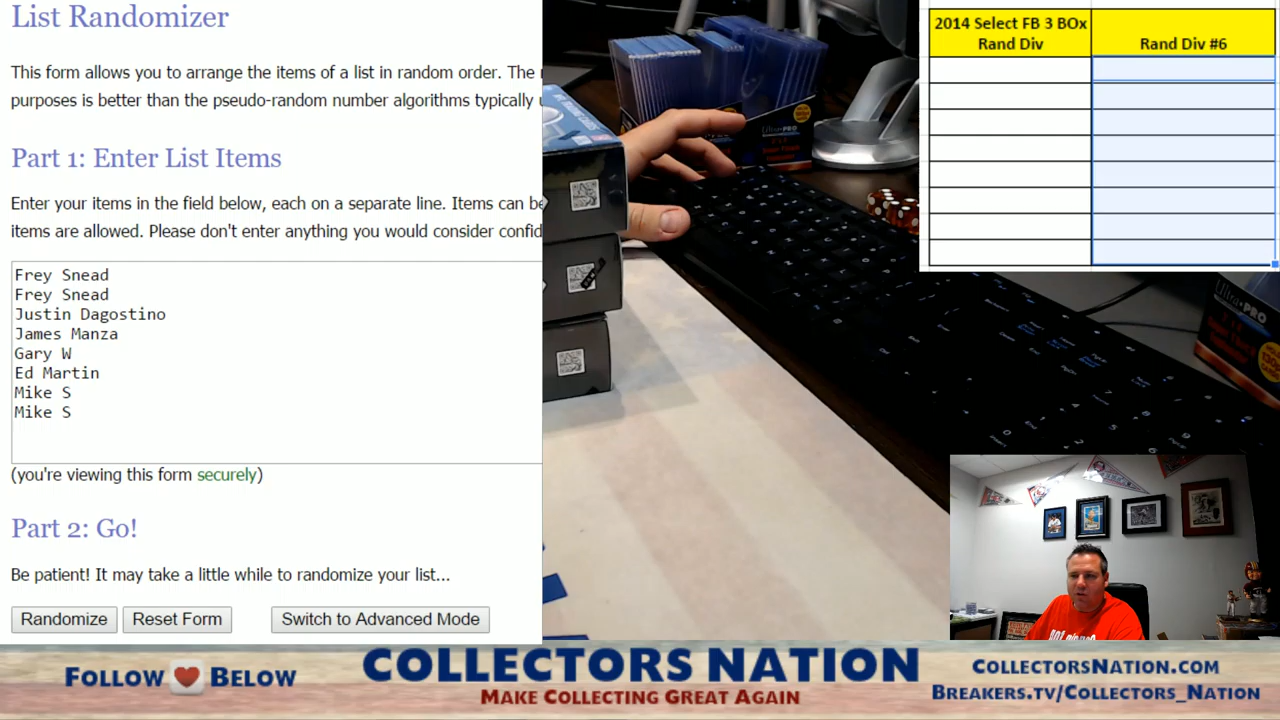 List Randomizer
This form allows you to arrange the items of a list in random order. The
purposes is better than the pseudo-random number algorithms typically
Part 1: Enter List Items
Enter your items in the field below, each on a separate line. Items can be
items are allowed. Please don't enter anything you would consider confid
Frey Snead
Frey Snead
Justin Dagostino
James Manza
Gary W
Ed Martin
Mike S
Mike S
(you're viewing this form securely)
Part 2: Go!
Be patient! It may take a little while to randomize your list...
Randomize Reset Form Switch to Advanced Mode
2014 Select FB 3 BOx
Rand Div
Rand Div #6
Ultra•PRO
Ultra•PRO
Follow Below
Collectors Nation
Make Collecting Great Again
CollectorsNation.com
Breakers.tv/Collectors_Nation